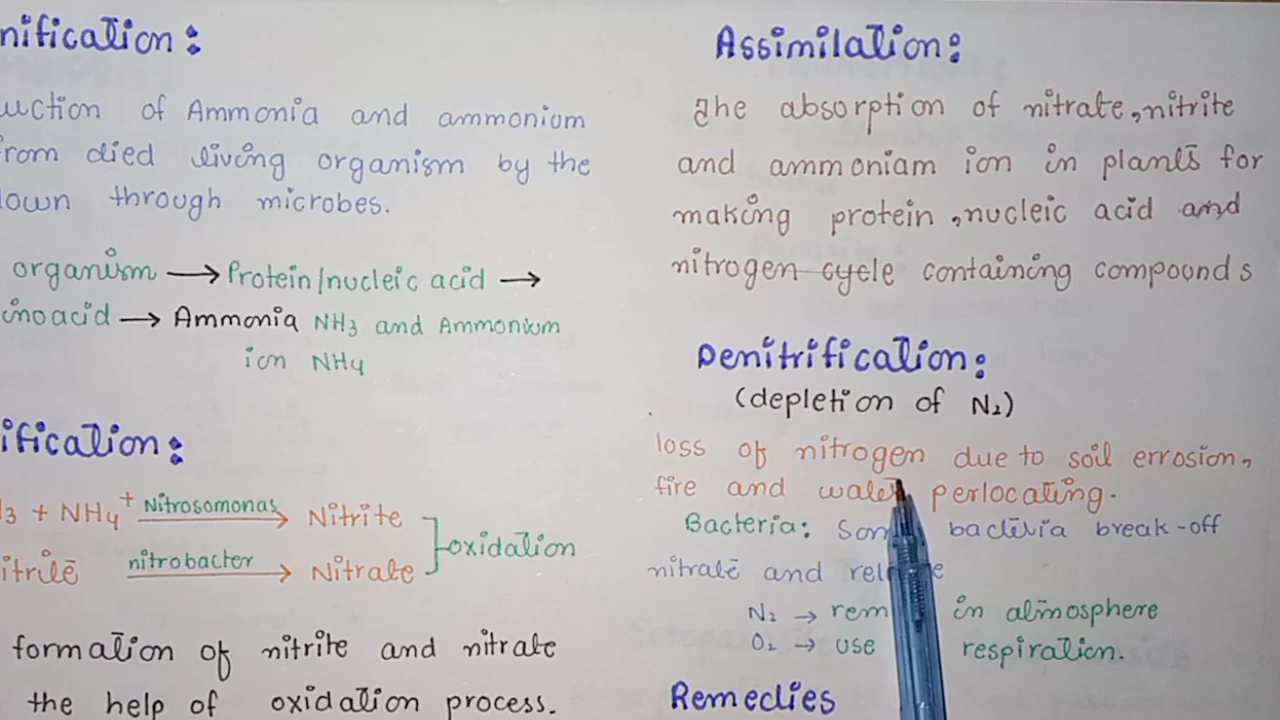 nification:
uction of Ammonia and ammonium
from died living organism by the
down through microbes.
organism → Protein/nucleic acid →
inoacid → Ammonia NH3 and Ammonium
ion NH4
ification:
3 + NH4+ Nitrosomonas → Nitrite
itrite nitrobacter → Nitrate
oxidation
formation of nitrite and nitrate
the help of oxidation process.
Assimilation:
The absorption of nitrate, nitrite
and ammoniam ion in plants for
making protein, nucleic acid and
nitrogen cycle containing compounds
Denitrification:
(depletion of N2)
loss of nitrogen due to soil errosion,
fire and water perlocating.
Bacteria: Som bacteria break-off
nitrate and rel e
N2 → rem in atmosphere
O2 → use respiration.
Remedies